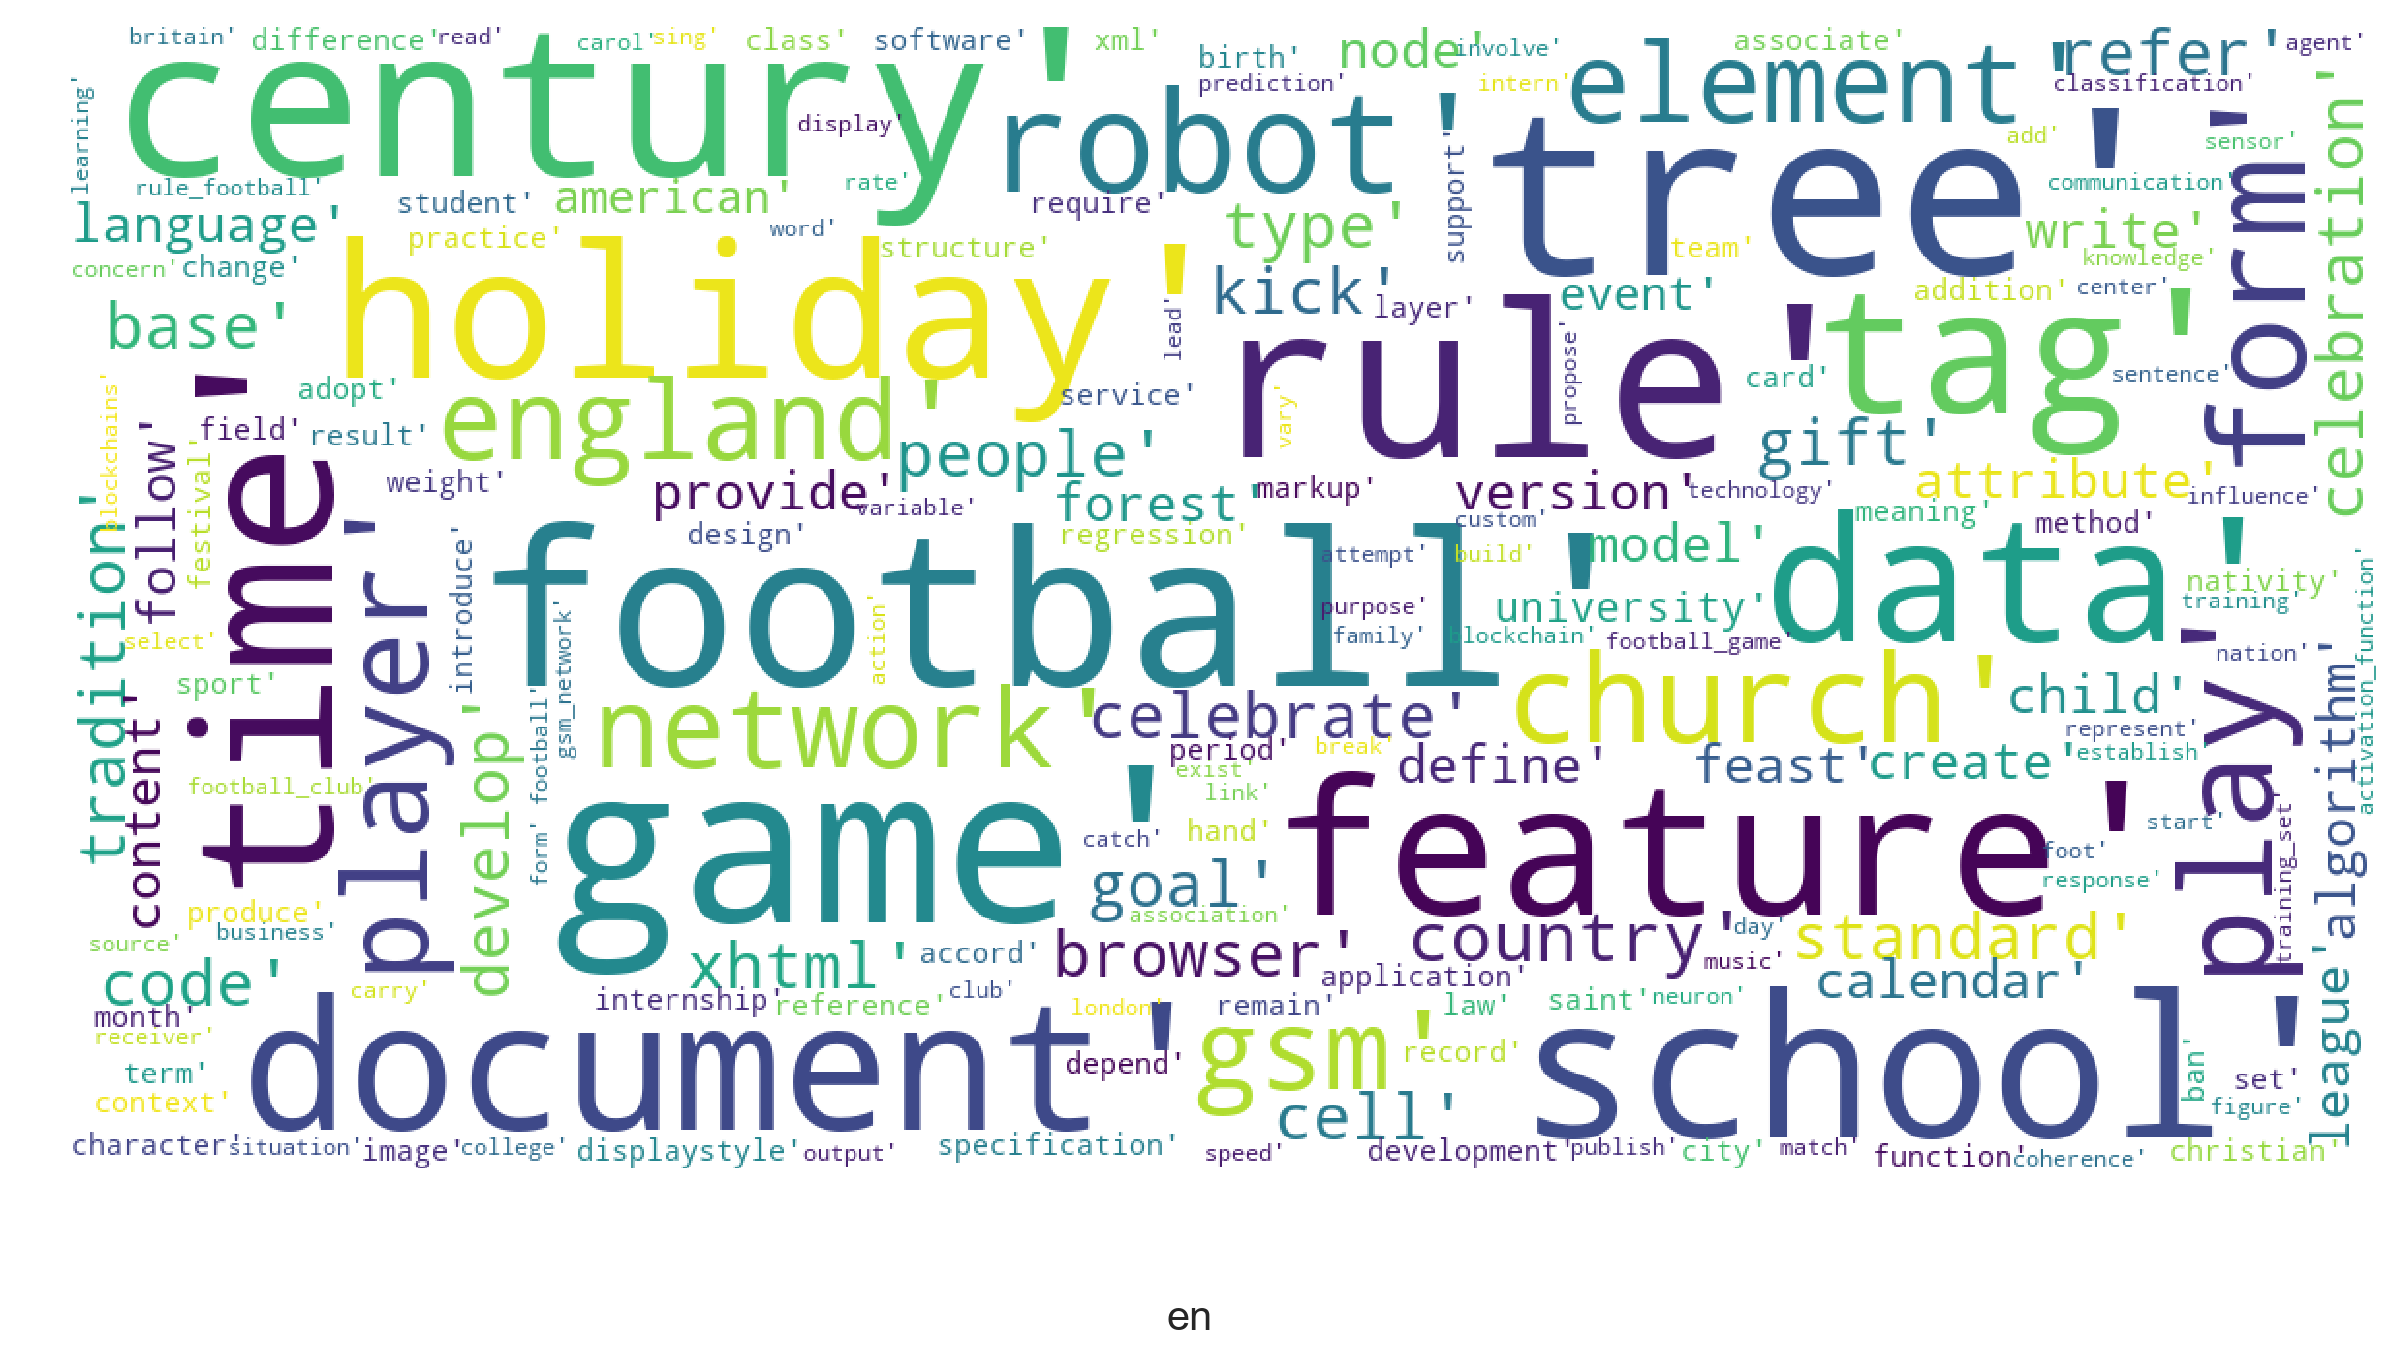 britain' difference' read' carol' sing' class' software' xml' birth' node' involve' associate' refer' agent'
century' prediction' intern' element' classification'
learning' display' robot' support' tree' add' sensor' form' celebration'
rule_football' student' american' rate' require' communication'
language' practice' word' structure' type' team' write' knowledge'
concern' change' holiday' kick' layer' event' addition' center'
base' lead' rule' propose' tag'
blockchains' adopt' england' service' vary' card' sentence'
follow' field' result' people' gift'
festival' time' weight' provide' variable' forest' markup' version' technology' attribute' influence'
tradition' player' introduce' design' regression' custom' meaning' method'
football' attempt' build' model' data' nativity'
gsm_network' action' purpose' university' training' activation_function'
select' family' blockchain' football_game' nation'
content' sport' form' football' network' celebrate' church' child' play' algorithm'
period' break' represent'
develop' exist' define' feast' create' establish'
football_club' game' link' feature' training_set'
catch' hand' start'
goal' foot' response'
produce' association' league'
source' business' xhtml' accord' browser' country' day' standard'
code' application' music' calendar'
carry' internship' reference' club' london' remain' law' saint' neuron'
month' document' gsm' school'
receiver' depend' record' ban'
term' set'
context' cell' figure'
character' situation' image' college' displaystyle' output' specification' speed' development' publish' city' match' function' coherence' christian'
en